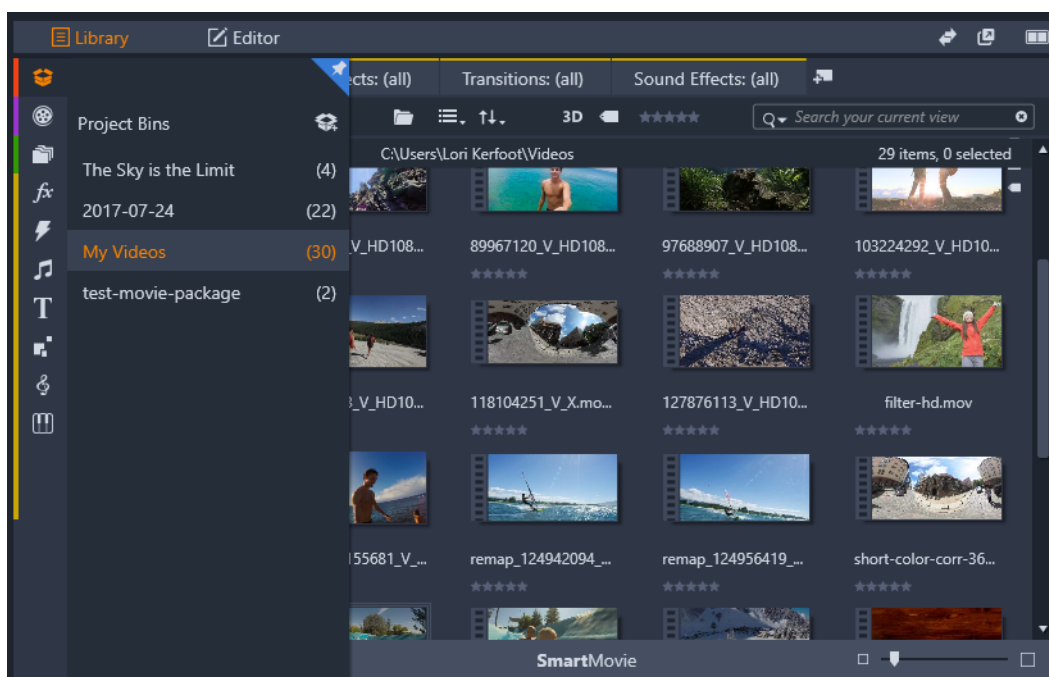 Library
Editor
ects: (all)
Transitions: (all)
Sound Effects: (all)
Project Bins
3D
Search your current view
The Sky is the Limit (4)
2017-07-24 (22)
My Videos (30)
test-movie-package (2)
C:\Users\Lori Kerfoot\Videos
29 items, 0 selected
_V_HD108...
89967120_V_HD108...
97688907_V_HD108...
103224292_V_HD10...
_V_HD10...
118104251_V_X.mo...
127876113_V_HD10...
filter-hd.mov
155681_V_...
remap_124942094_...
remap_124956419_...
short-color-corr-36...
SmartMovie